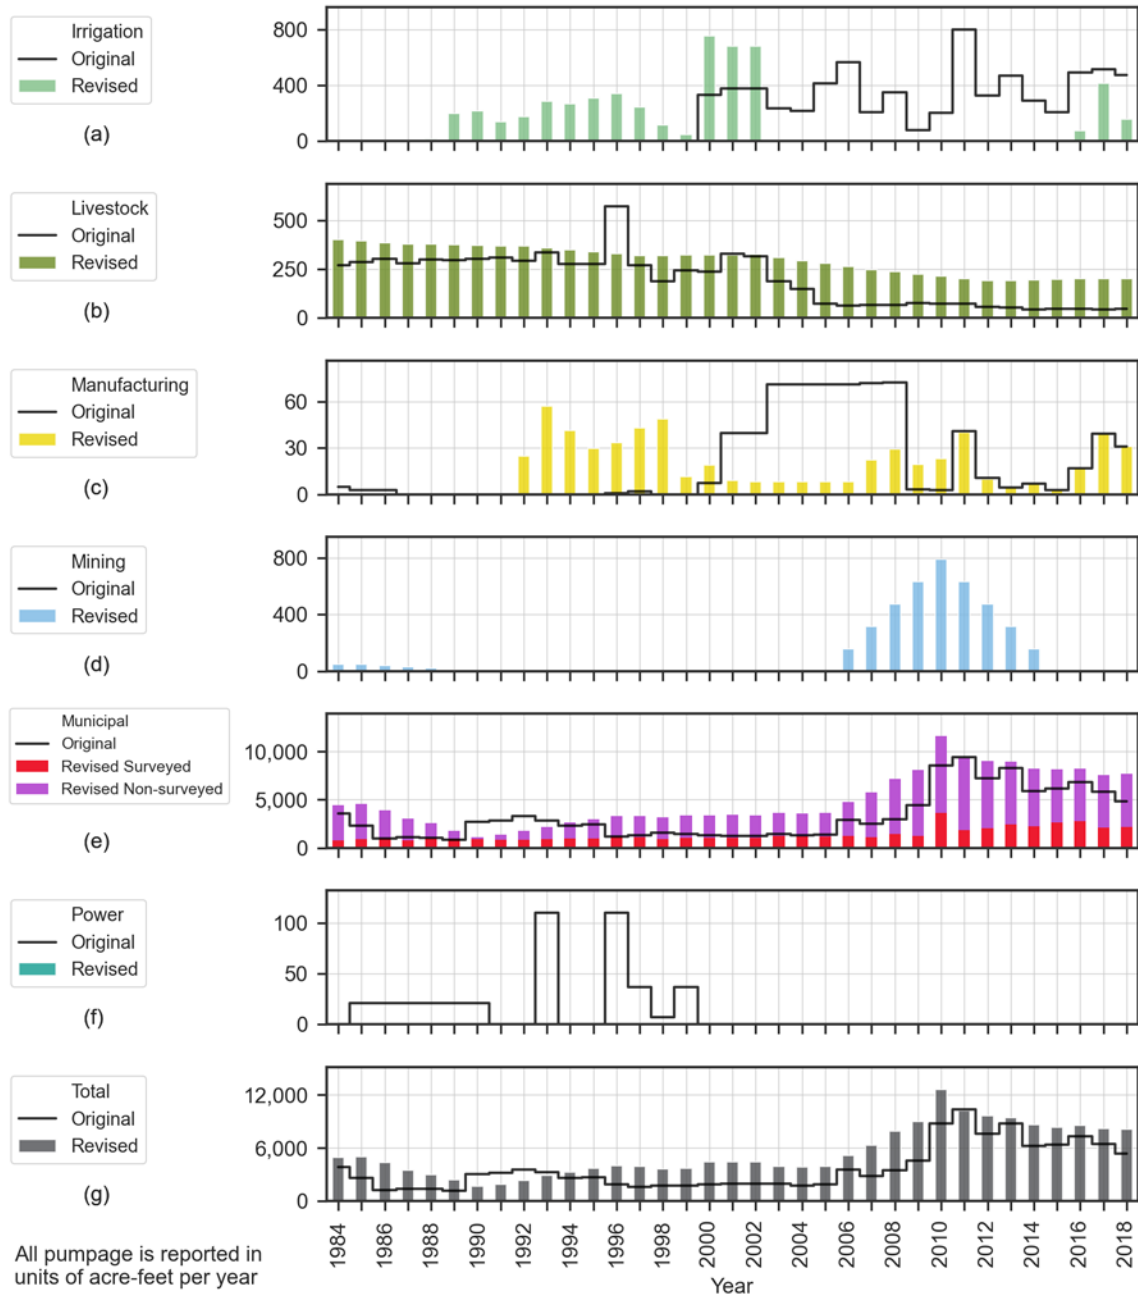 Irrigation
Original
Revised
(a)
800
400
0
Livestock
Original
Revised
(b)
500
250
0
Manufacturing
Original
Revised
(c)
60
30
0
Mining
Original
Revised
(d)
800
400
0
Municipal
Original
Revised Surveyed
Revised Non-surveyed
(e)
10,000
5,000
0
Power
Original
Revised
(f)
100
50
0
Total
Original
Revised
(g)
12,000
6,000
0
1984 1986 1988 1990 1992 1994 1996 1998 2000 2002 2004 2006 2008 2010 2012 2014 2016 2018
Year
All pumpage is reported in
units of acre-feet per year